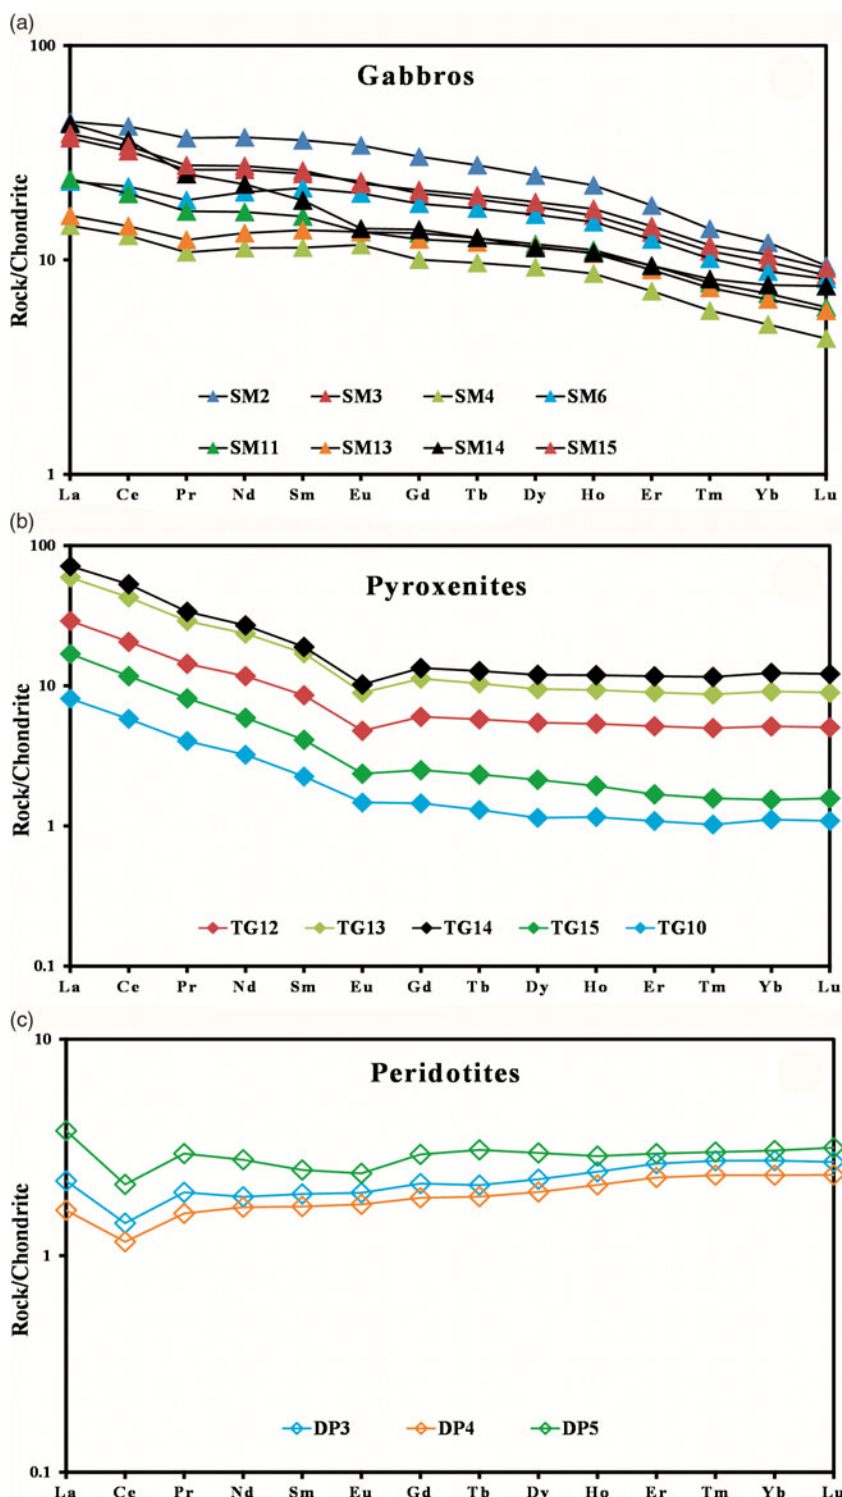 (a)
Gabbros
Rock/Chondrite
100
10
1
SM2 SM3 SM4 SM6
SM11 SM13 SM14 SM15
La Ce Pr Nd Sm Eu Gd Tb Dy Ho Er Tm Yb Lu
(b)
Pyroxenites
Rock/Chondrite
100
10
1
0.1
TG12 TG13 TG14 TG15 TG10
La Ce Pr Nd Sm Eu Gd Tb Dy Ho Er Tm Yb Lu
(c)
Peridotites
Rock/Chondrite
10
1
0.1
DP3 DP4 DP5
La Ce Pr Nd Sm Eu Gd Tb Dy Ho Er Tm Yb Lu